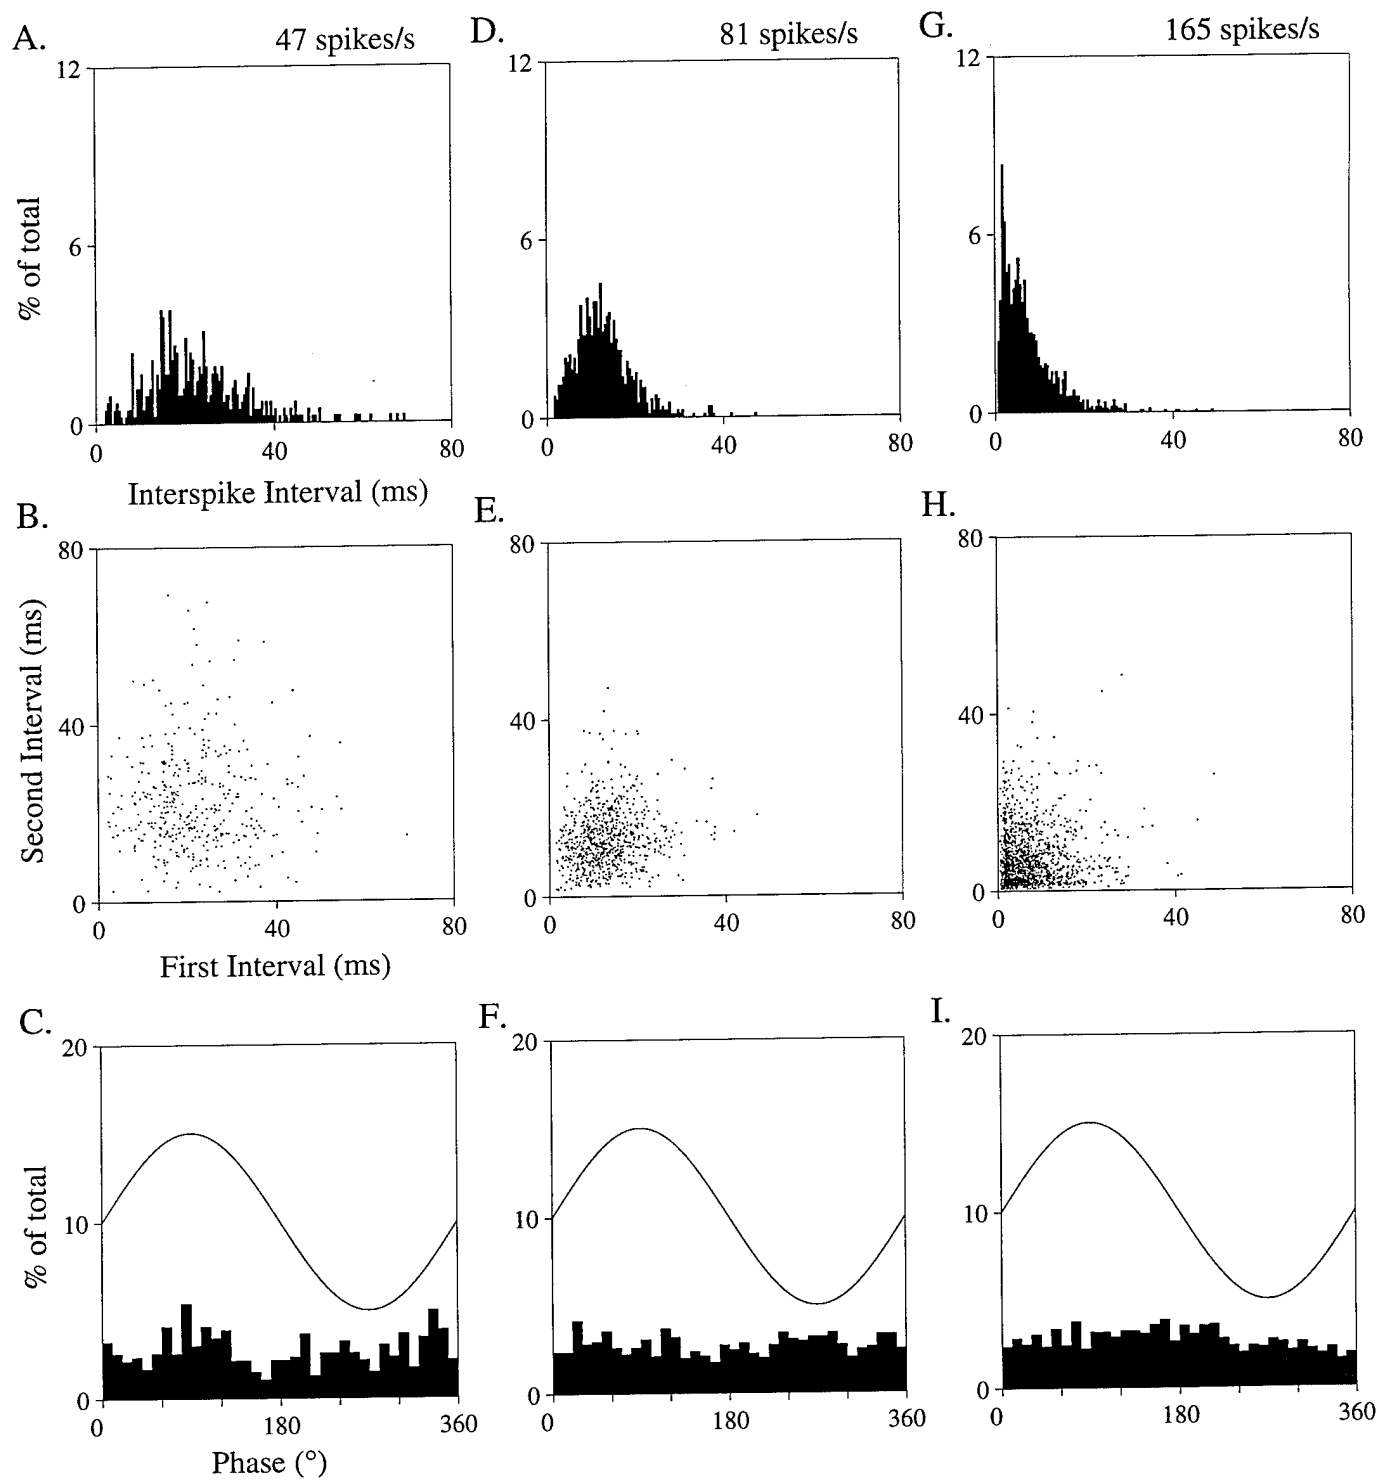 A. 47 spikes/s
D. 81 spikes/s
G. 165 spikes/s
12
6
0
% of total
0 40 80
Interspike Interval (ms)
12
6
0
0 40 80
12
6
0
0 40 80
B.
80
40
0
Second Interval (ms)
0 40 80
First Interval (ms)
E.
80
40
0
0 40 80
H.
80
40
0
0 40 80
C.
20
10
0
% of total
0 180 360
Phase (°)
F.
20
10
0
0 180 360
I.
20
10
0
0 180 360